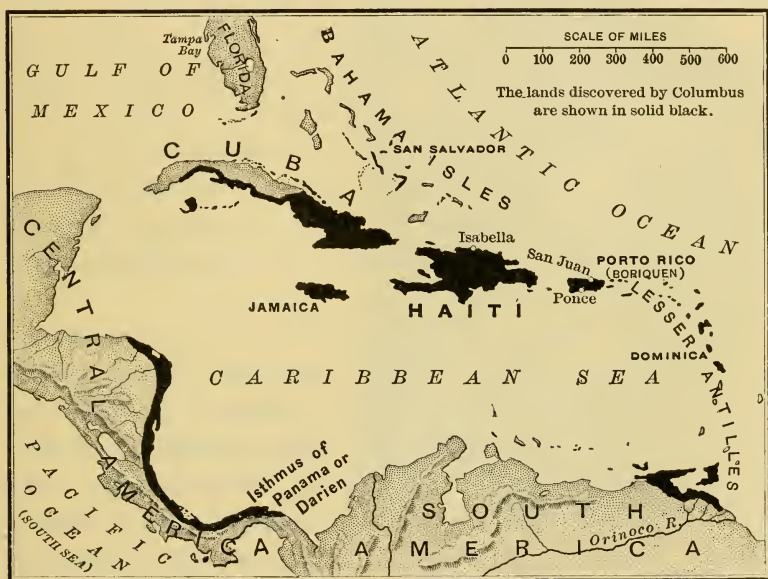 Tampa
Bay
FLORIDA
GULF OF
MEXICO
BAHAMA ISLES
ATLANTIC OCEAN
SCALE OF MILES
0 100 200 300 400 500 600
The lands discovered by Columbus
are shown in solid black.
CUBA
SAN SALVADOR
Isabella
San Juan
PORTO RICO
(BORIQUEN)
Ponce
JAMAICA
HAITI
LESSER ANTILLES
DOMINICA
CARIBBEAN SEA
CENTRAL
AMERICA
PACIFIC
OCEAN
(SOUTH SEA)
Isthmus of
Panama or
Darien
SOUTH
AMERICA
Orinoco R.